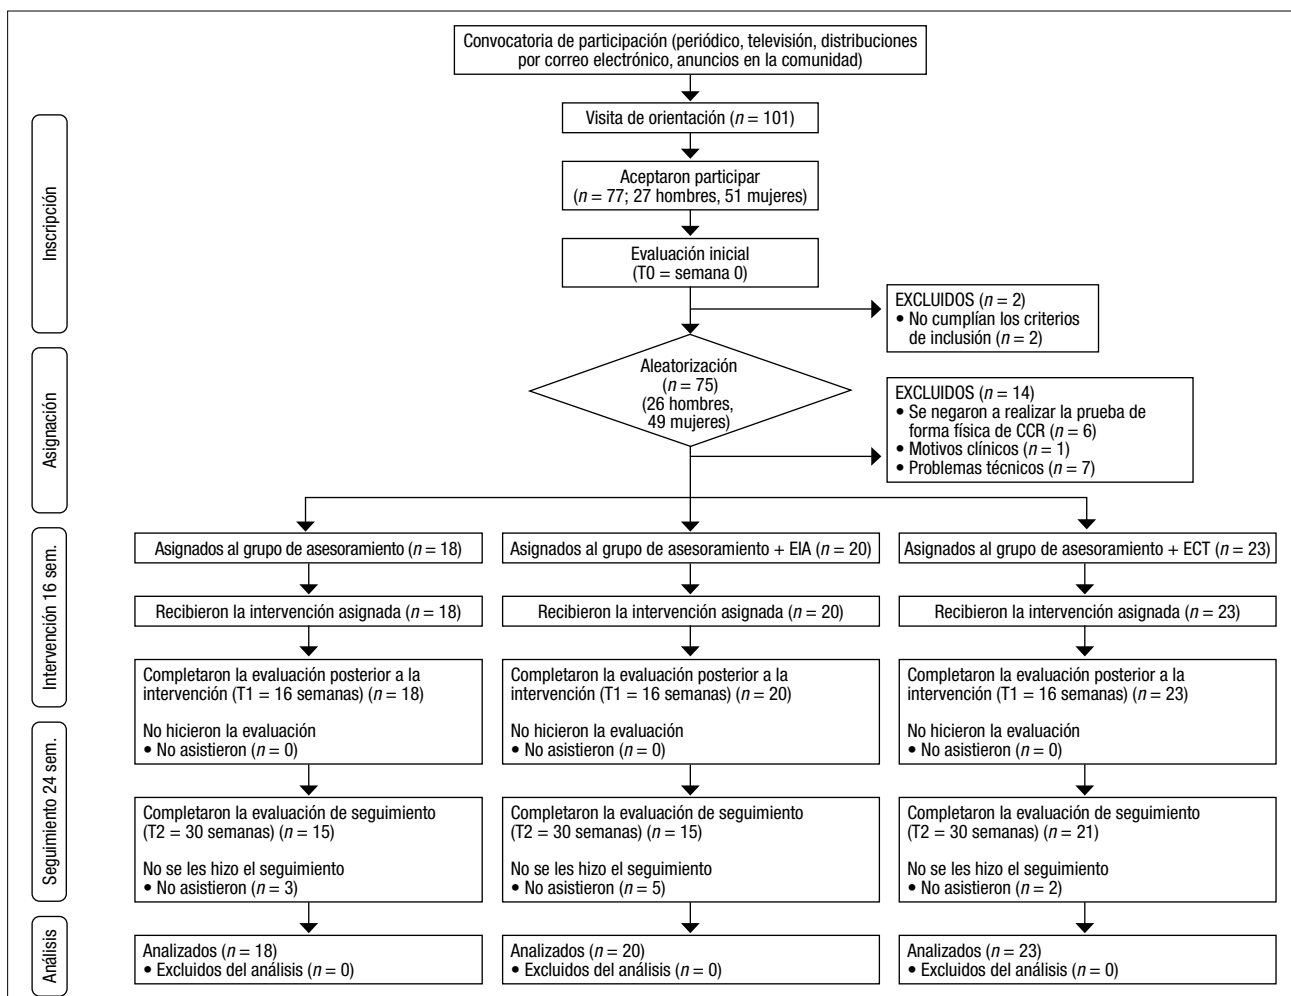 Convocatoria de participación (periódico, televisión, distribuciones
por correo electrónico, anuncios en la comunidad)
Inscripción
Visita de orientación (n = 101)
Aceptaron participar
(n = 77; 27 hombres, 51 mujeres)
Evaluación inicial
(T0 = semana 0)
EXCLUIDOS (n = 2)
• No cumplían los criterios
de inclusión (n = 2)
Asignación
Aleatorización
(n = 75)
(26 hombres,
49 mujeres)
EXCLUIDOS (n = 14)
• Se negaron a realizar la prueba de
forma física de CCR (n = 6)
• Motivos clínicos (n = 1)
• Problemas técnicos (n = 7)
Intervención 16 sem.
Asignados al grupo de asesoramiento (n = 18)
Asignados al grupo de asesoramiento + EIA (n = 20)
Asignados al grupo de asesoramiento + ECT (n = 23)
Recibieron la intervención asignada (n = 18)
Recibieron la intervención asignada (n = 20)
Recibieron la intervención asignada (n = 23)
Completaron la evaluación posterior a la
intervención (T1 = 16 semanas) (n = 18)
No hicieron la evaluación
• No asistieron (n = 0)
Completaron la evaluación posterior a la
intervención (T1 = 16 semanas) (n = 20)
No hicieron la evaluación
• No asistieron (n = 0)
Completaron la evaluación posterior a la
intervención (T1 = 16 semanas) (n = 23)
No hicieron la evaluación
• No asistieron (n = 0)
Seguimiento 24 sem.
Completaron la evaluación de seguimiento
(T2 = 30 semanas) (n = 15)
No se les hizo el seguimiento
• No asistieron (n = 3)
Completaron la evaluación de seguimiento
(T2 = 30 semanas) (n = 15)
No se les hizo el seguimiento
• No asistieron (n = 5)
Completaron la evaluación de seguimiento
(T2 = 30 semanas) (n = 21)
No se les hizo el seguimiento
• No asistieron (n = 2)
Análisis
Analizados (n = 18)
• Excluidos del análisis (n = 0)
Analizados (n = 20)
• Excluidos del análisis (n = 0)
Analizados (n = 23)
• Excluidos del análisis (n = 0)